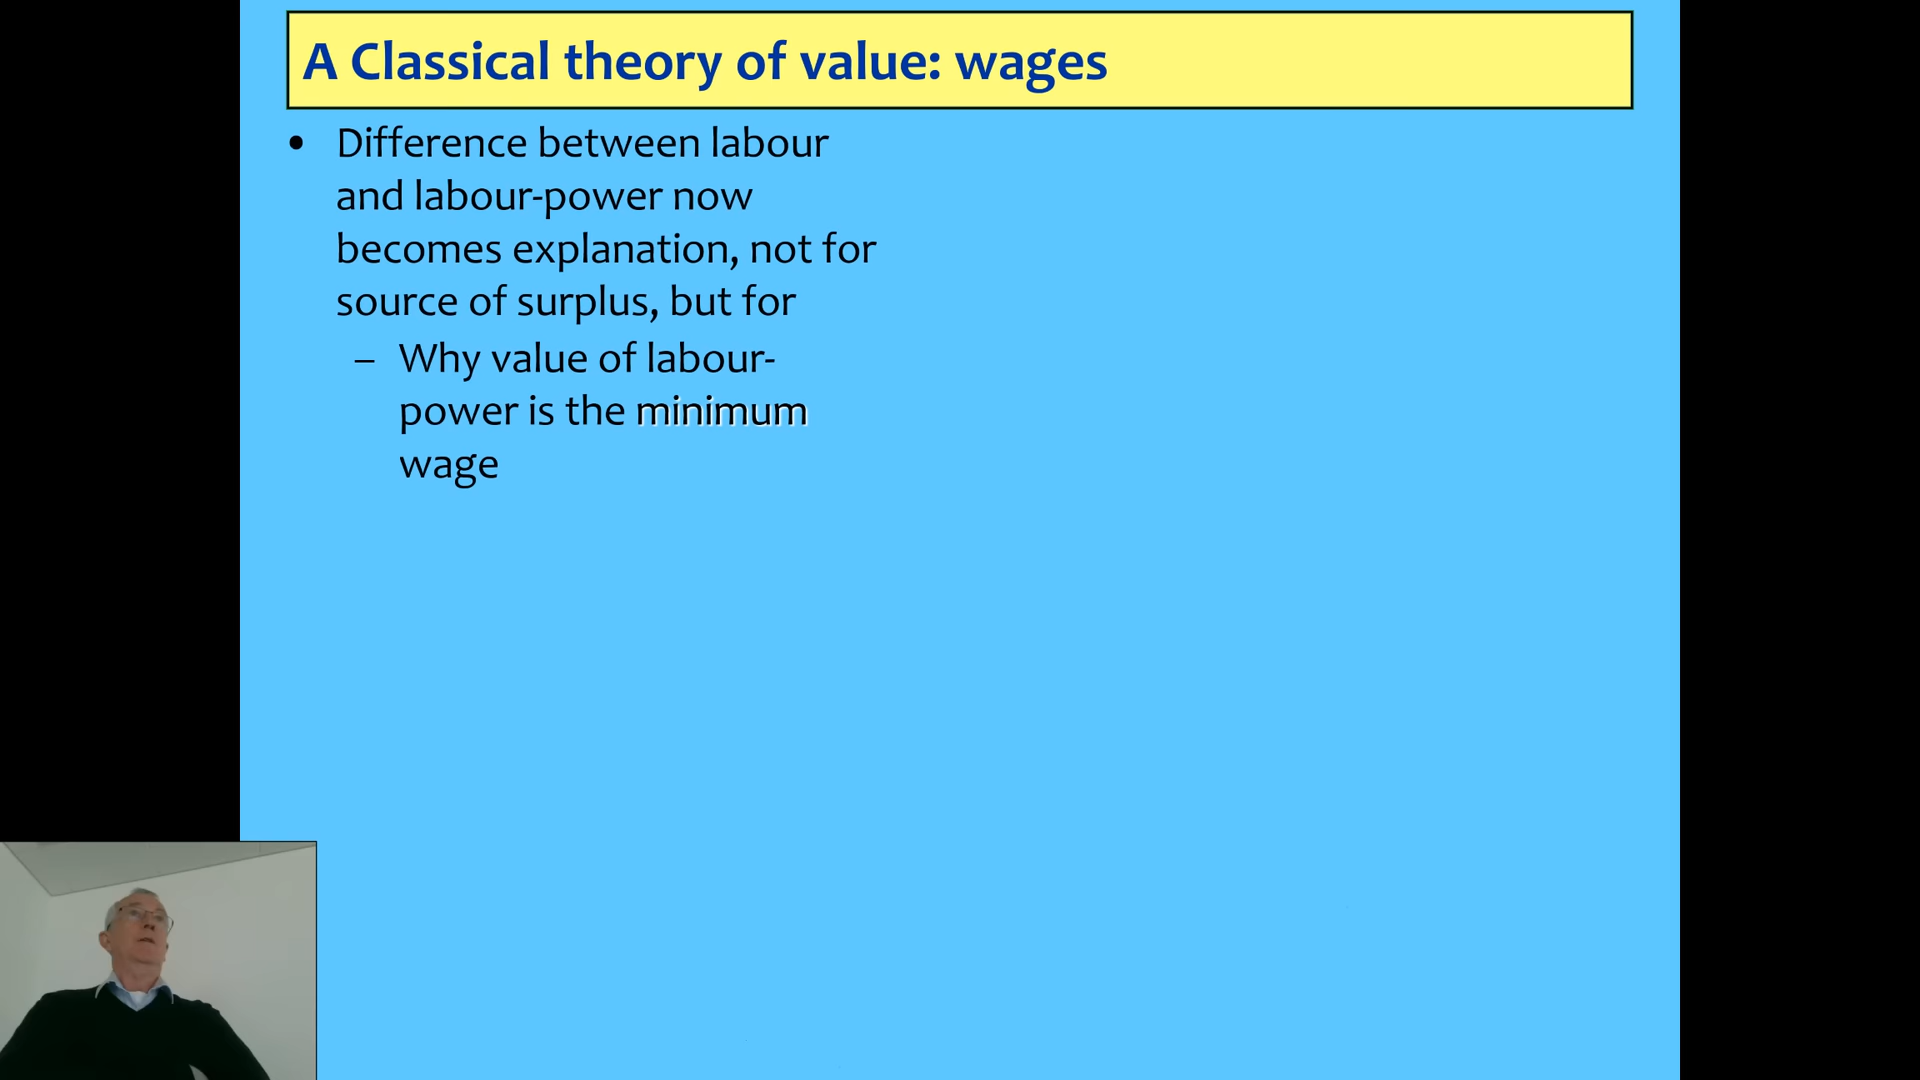 A Classical theory of value: wages
• Difference between labour
and labour-power now
becomes explanation, not for
source of surplus, but for
– Why value of labour-
power is the minimum
wage